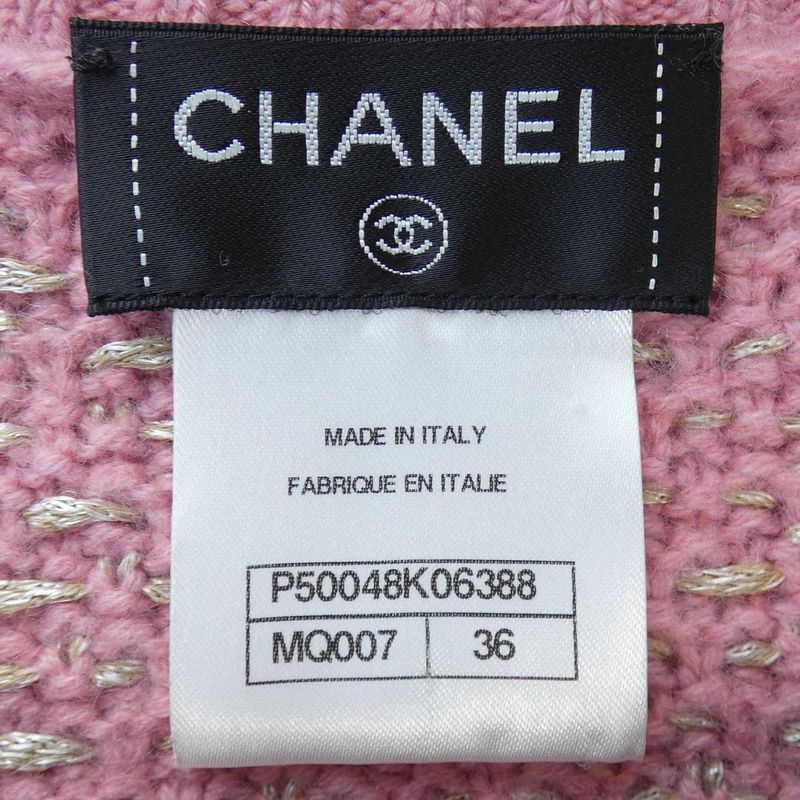 CHANEL
MADE IN ITALY
FABRIQUE EN ITALIE
P50048K06388
MQ007 36